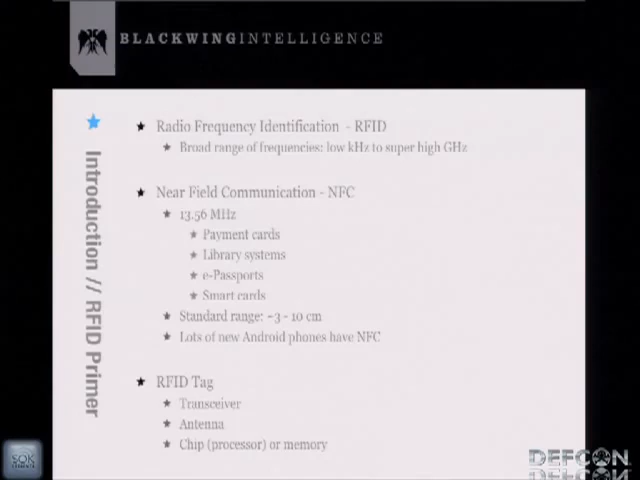 BLACKWINGINTELLIGENCE
Introduction // RFID Primer
Radio Frequency Identification - RFID
Broad range of frequencies: low kHz to super high GHz
Near Field Communication - NFC
13.56 MHz
Payment cards
Library systems
e-Passports
Smart cards
Standard range: ~3 - 10 cm
Lots of new Android phones have NFC
RFID Tag
Transceiver
Antenna
Chip (processor) or memory
SOK
DEFCON